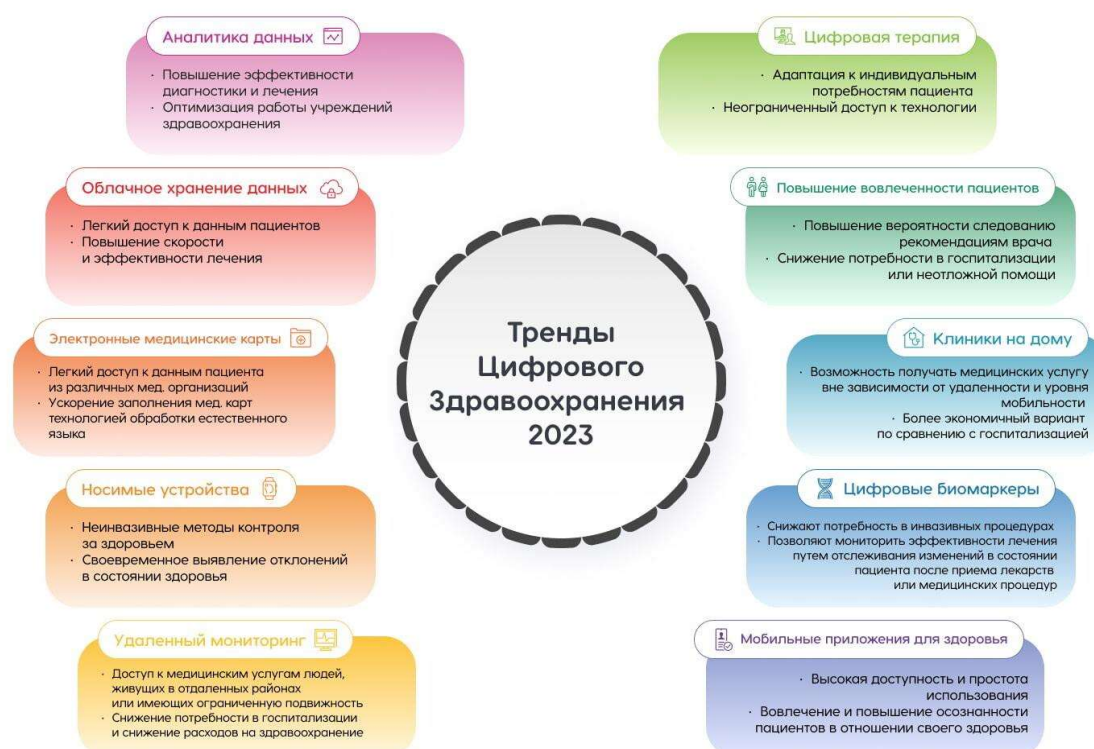 Аналитика данных
· Повышение эффективности
диагностики и лечения
· Оптимизация работы учреждений
здравоохранения
Облачное хранение данных
· Легкий доступ к данным пациентов
· Повышение скорости
и эффективности лечения
Электронные медицинские карты
· Легкий доступ к данным пациента
из различных мед. организаций
· Ускорение заполнения мед. карт
технологией обработки естественного
языка
Носимые устройства
· Неинвазивные методы контроля
за здоровьем
· Своевременное выявление отклонений
в состоянии здоровья
Удаленный мониторинг
· Доступ к медицинским услугам людей,
живущих в отдаленных районах
или имеющих ограниченную подвижность
· Снижение потребности в госпитализации
и снижение расходов на здравоохранение
Тренды
Цифрового
Здравоохранения
2023
Цифровая терапия
· Адаптация к индивидуальным
потребностям пациента
· Неограниченный доступ к технологии
Повышение вовлеченности пациентов
· Повышение вероятности следованию
рекомендациям врача
· Снижение потребности в госпитализации
или неотложной помощи
Клиники на дому
· Возможность получать медицинских услугу
вне зависимости от удаленности и уровня
мобильности
· Более экономичный вариант
по сравнению с госпитализацией
Цифровые биомаркеры
· Снижают потребность в инвазивных процедурах
· Позволяют мониторить эффективности лечения
путем отслеживания изменений в состоянии
пациента после приема лекарств
или медицинских процедур
Мобильные приложения для здоровья
· Высокая доступность и простота
использования
· Вовлечение и повышение осознанности
пациентов в отношении своего здоровья